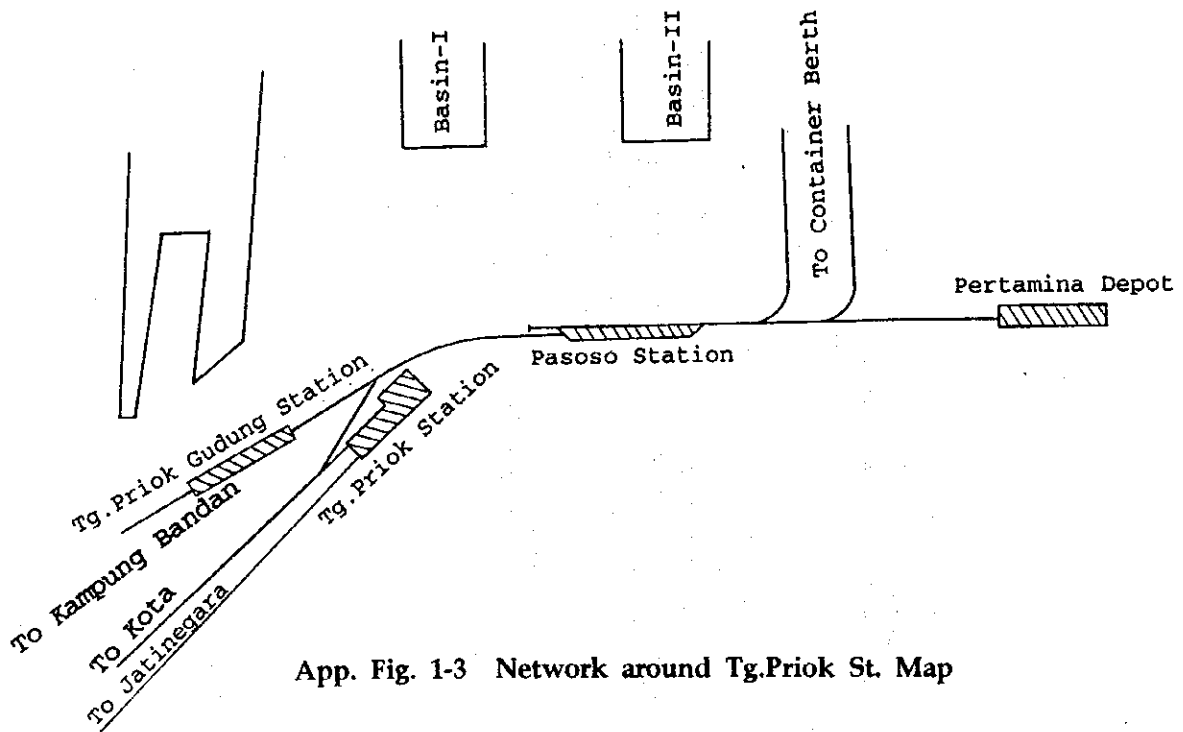 Basin-I
Basin-II
To Container Berth
Pertamina Depot
Pasoso Station
Tg.Priok Gudung Station
Tg.Priok Station
To Kampung Bandan
To Kota
To Jatinegara
App. Fig. 1-3 Network around Tg.Priok St. Map